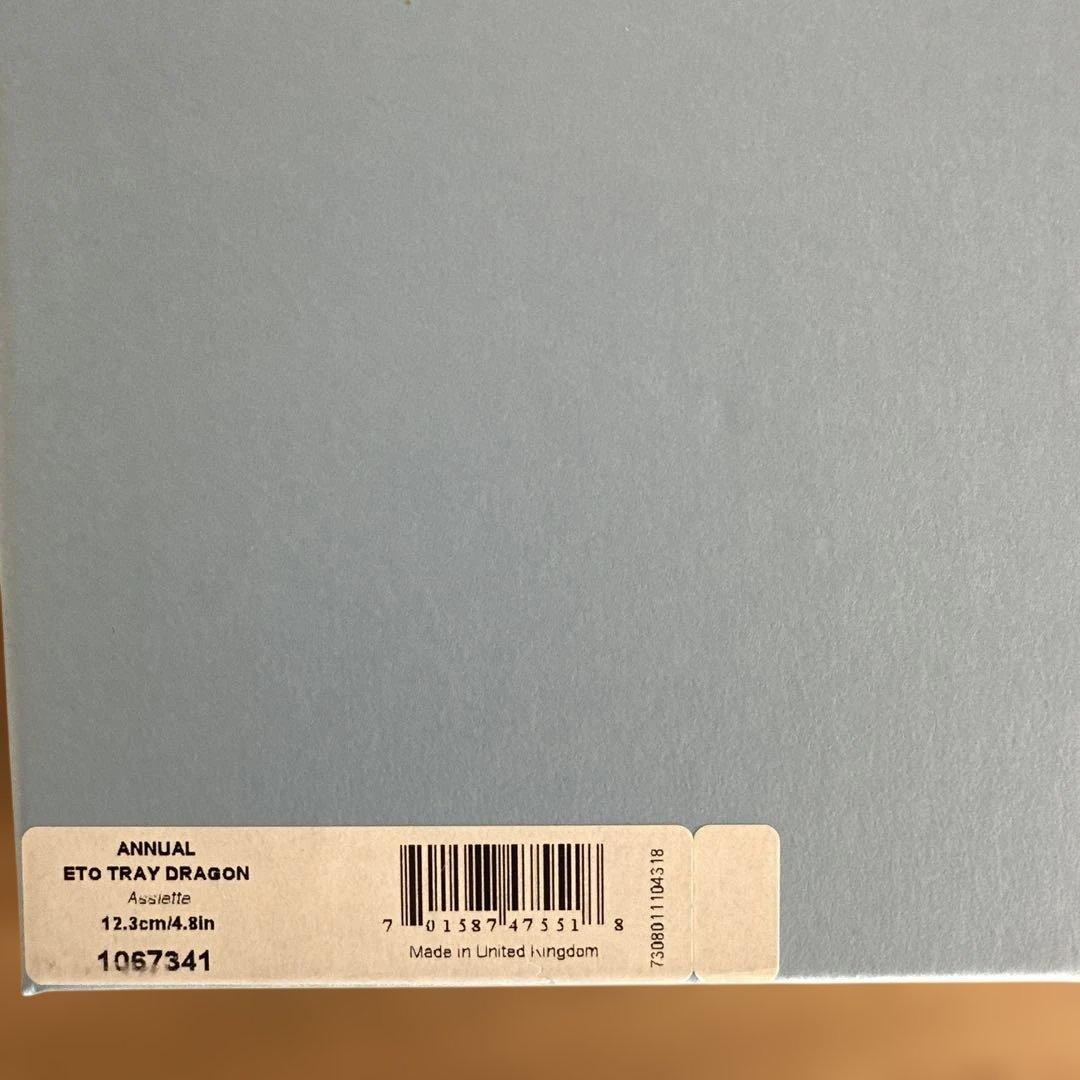 ANNUAL
ETO TRAY DRAGON
Assiette
12.3cm/4.8in
1067341
7 01587 47551 8
Made in United Kingdom
7308011104318